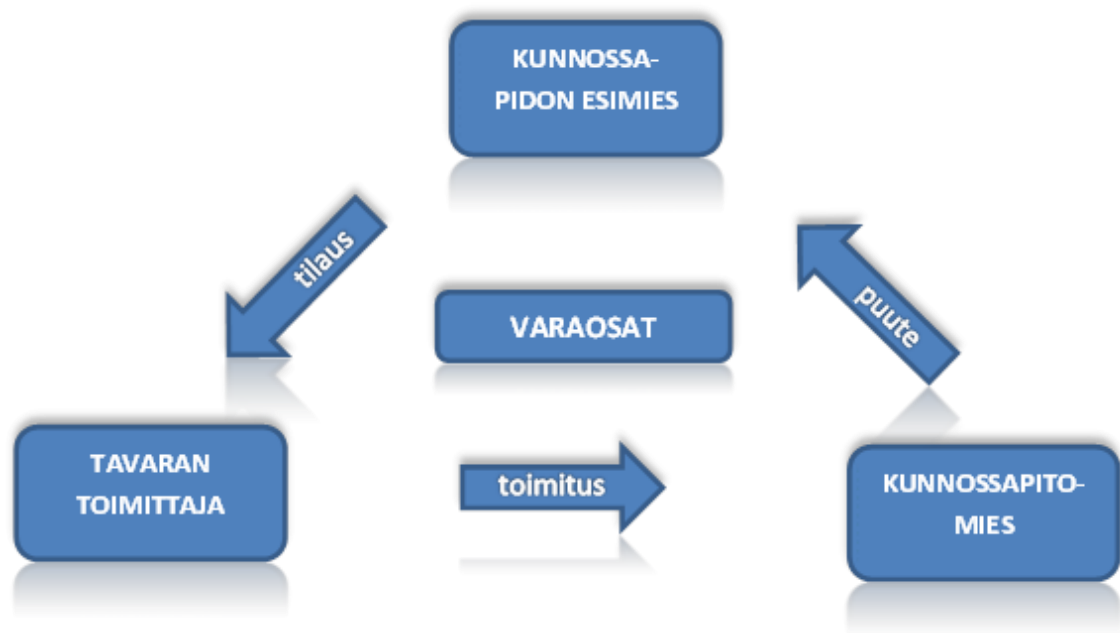 KUNNOSSA-
PIDON ESIMIES
tilaus
puute
VARAOSAT
TAVARAN
TOIMITTAJA
toimitus
KUNNOSSAPITO-
MIES